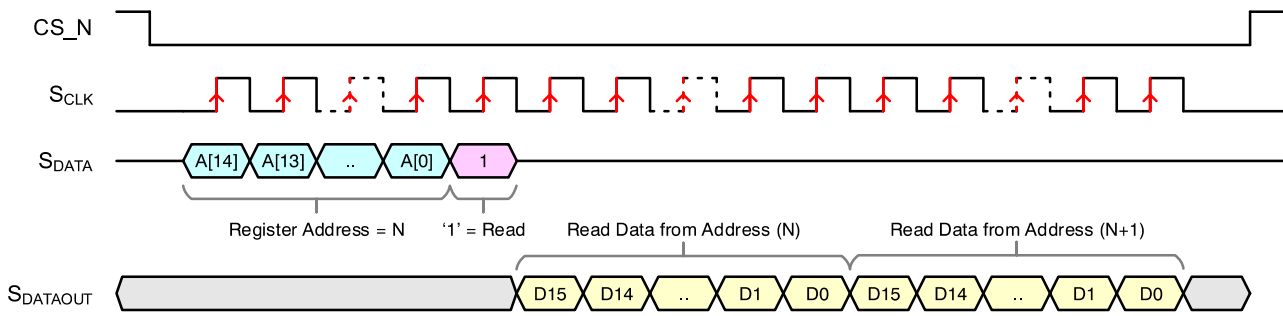 CS_N
SCLK
SDATA A[14] A[13] .. A[0] 1
Register Address = N ‘1’ = Read Read Data from Address (N) Read Data from Address (N+1)
SDATAOUT D15 D14 .. D1 D0 D15 D14 .. D1 D0